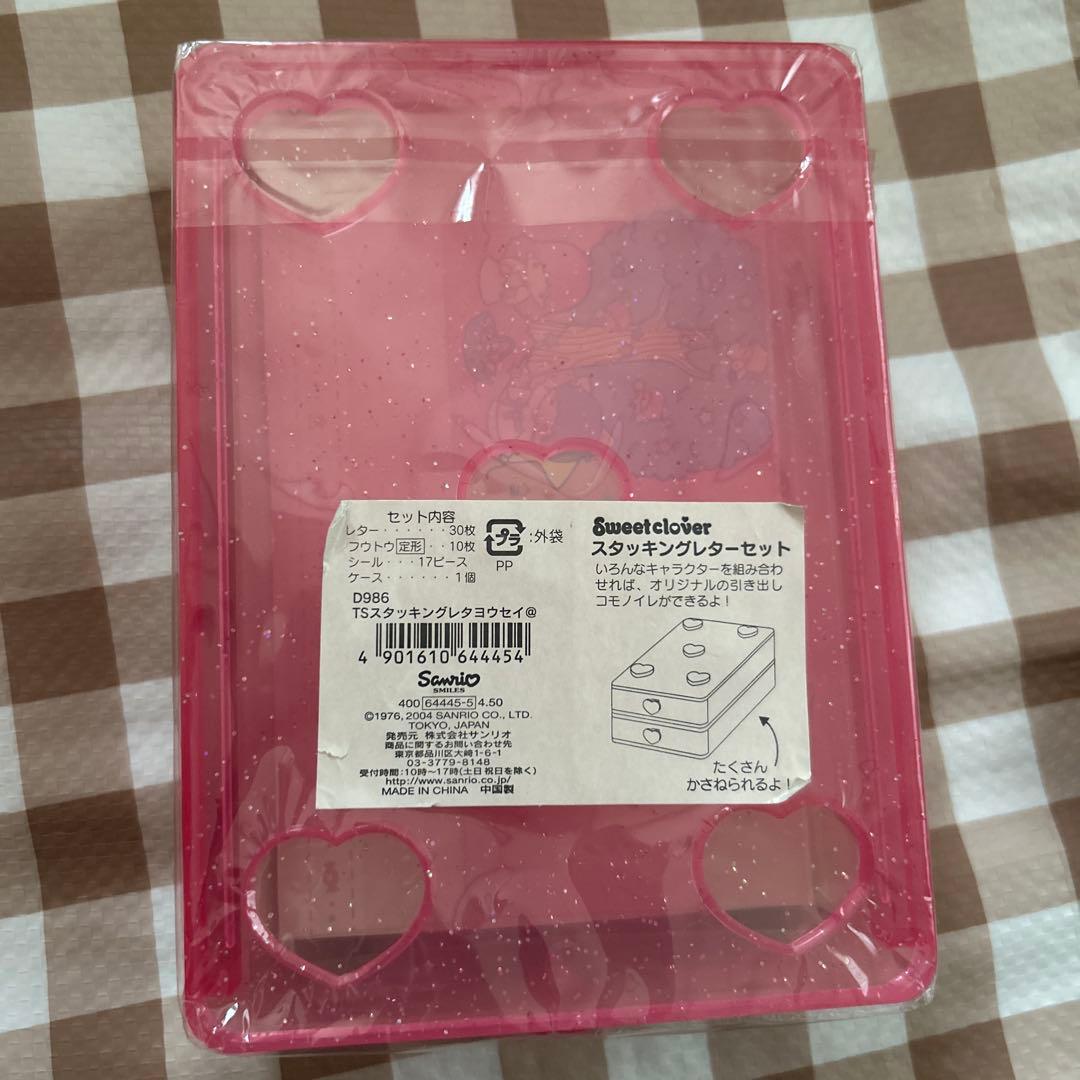 セット内容
レター・・・・・・30枚
フウトウ定形・・10枚
シール・・・17ピース
ケース・・・・・1個
プラ:外袋
PP
D986
TSスタッキングレタヨウセイ@
4 901610 644454
Sanrio
SMILES
400 64445-5 4.50
©1976, 2004 SANRIO CO., LTD.
TOKYO, JAPAN
発売元 株式会社サンリオ
商品に関するお問い合わせ先
東京都品川区大崎1-6-1
03-3779-8148
受付時間:10時~17時(土日祝日を除く)
http://www.sanrio.co.jp/
MADE IN CHINA 中国製
Sweetclover
スタッキングレターセット
いろんなキャラクターを組み合わ
せれば、オリジナルの引き出し
コモノイレができるよ!
たくさん
かさねられるよ!